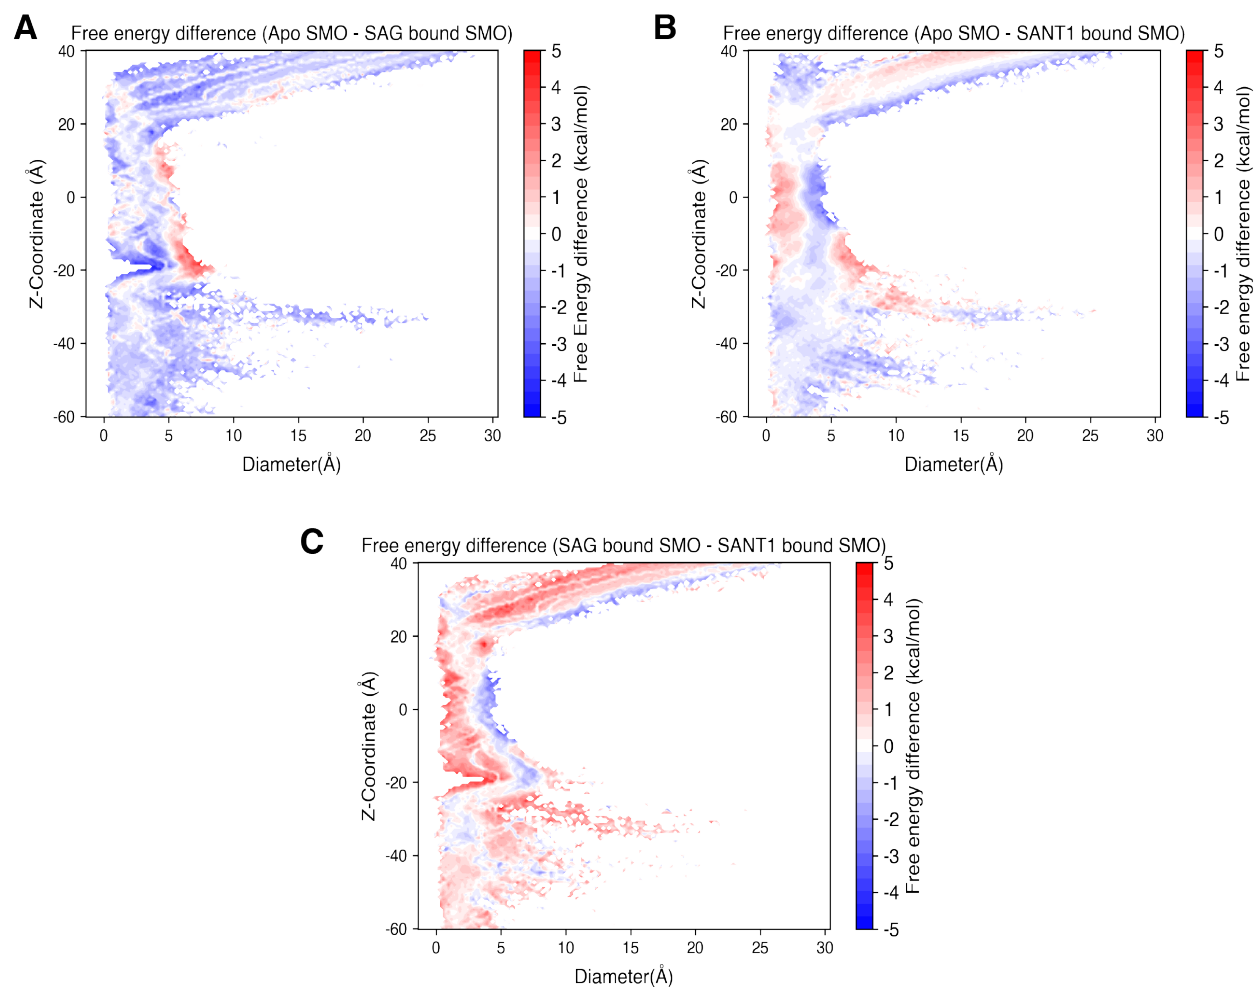 A
Free energy difference (Apo SMO - SAG bound SMO)
40
20
0
-20
-40
-60
Z-Coordinate (Å)
0 5 10 15 20 25 30
Diameter(Å)
5
4
3
2
1
0
-1
-2
-3
-4
-5
Free Energy difference (kcal/mol)
B
Free energy difference (Apo SMO - SANT1 bound SMO)
40
20
0
-20
-40
-60
Z-Coordinate (Å)
0 5 10 15 20 25 30
Diameter(Å)
5
4
3
2
1
0
-1
-2
-3
-4
-5
Free energy difference (kcal/mol)
C
Free energy difference (SAG bound SMO - SANT1 bound SMO)
40
20
0
-20
-40
-60
Z-Coordinate (Å)
0 5 10 15 20 25 30
Diameter(Å)
5
4
3
2
1
0
-1
-2
-3
-4
-5
Free energy difference (kcal/mol)